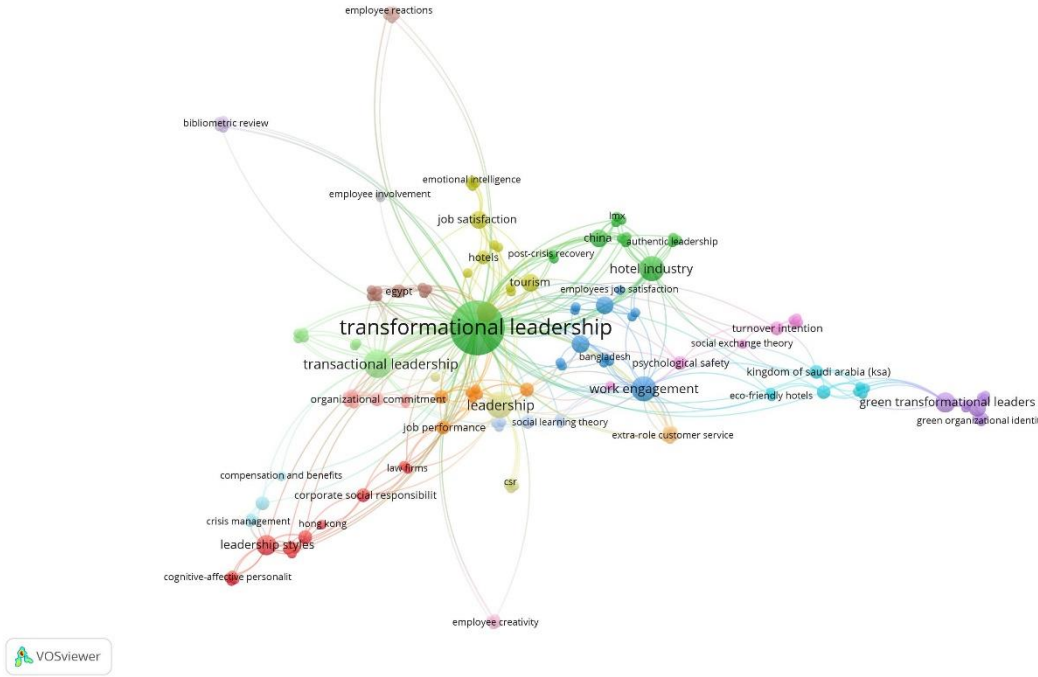 employee reactions
bibliometric review
emotional intelligence
employee involvement
job satisfaction
lmx
china
authentic leadership
post-crisis recovery
hotels
hotel industry
tourism
employees job satisfaction
egypt
transformational leadership
turnover intention
social exchange theory
bangladesh
transactional leadership
psychological safety
kingdom of saudi arabia (ksa)
work engagement
eco-friendly hotels
organizational commitment
leadership
green transformational leaders
green organizational identi
social learning theory
job performance
extra-role customer service
law firms
compensation and benefits
csr
corporate social responsibilit
crisis management
hong kong
leadership styles
cognitive-affective personalit
employee creativity
VOSviewer